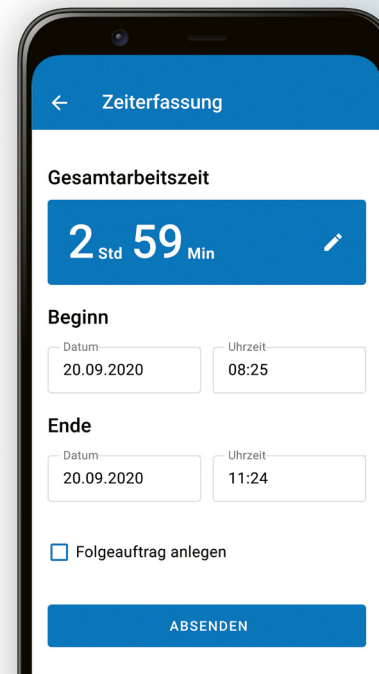 Zeiterfassung
Gesamtarbeitszeit
2 Std 59 Min
Beginn
Datum Uhrzeit
20.09.2020 08:25
Ende
Datum Uhrzeit
20.09.2020 11:24
Folgeauftrag anlegen
ABSENDEN